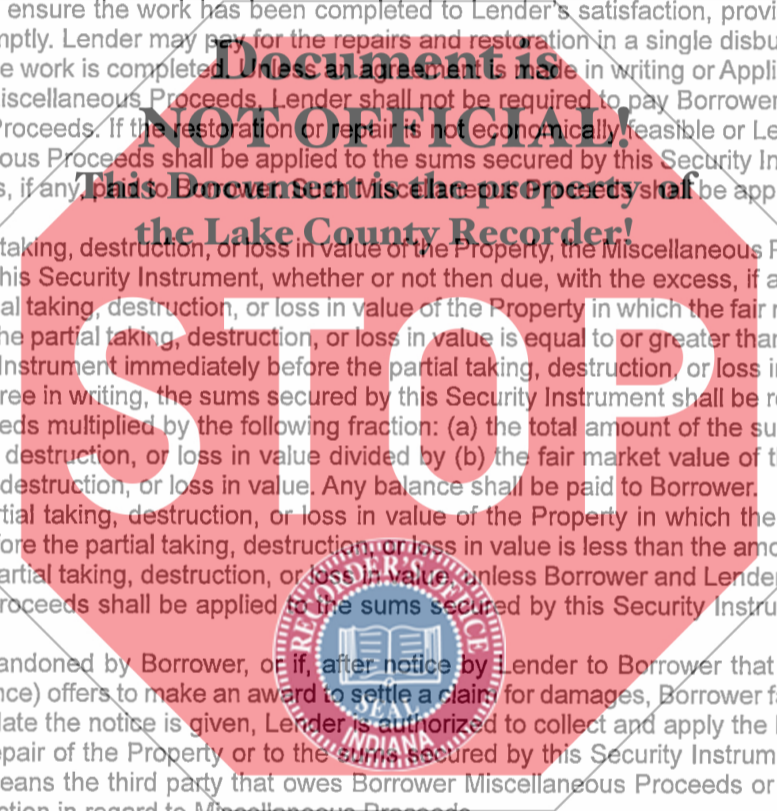 ensure the work has been completed to Lender's satisfaction, provi
mptly. Lender may pay for the repairs and restoration in a single disbu
e work is completed. Unless an agreement is made in writing or Appli
iscellaneous Proceeds, Lender shall not be required to pay Borrower
Proceeds. If the restoration or repair is not economically feasible or Le
ous Proceeds shall be applied to the sums secured by this Security In
s, if any, paid to Borrower. Such Miscellaneous Proceeds shall be app
Document is
NOT OFFICIAL!
This Document is the property of
the Lake County Recorder!
taking, destruction, or loss in value of the Property, the Miscellaneous P
his Security Instrument, whether or not then due, with the excess, if a
al taking, destruction, or loss in value of the Property in which the fair m
he partial taking, destruction, or loss in value is equal to or greater than
Instrument immediately before the partial taking, destruction, or loss i
ree in writing, the sums secured by this Security Instrument shall be re
eds multiplied by the following fraction: (a) the total amount of the su
destruction, or loss in value divided by (b) the fair market value of t
destruction, or loss in value. Any balance shall be paid to Borrower.
tial taking, destruction, or loss in value of the Property in which the
ore the partial taking, destruction, or loss in value is less than the amo
artial taking, destruction, or loss in value, unless Borrower and Lender
roceeds shall be applied to the sums secured by this Security Instru
STOP
andoned by Borrower, or if, after notice by Lender to Borrower that
nce) offers to make an award to settle a claim for damages, Borrower fa
late the notice is given, Lender is authorized to collect and apply the
epair of the Property or to the sums secured by this Security Instrum
eans the third party that owes Borrower Miscellaneous Proceeds or
ction in regard to Miscellaneous Proceeds.
RECORDER'S OFFICE
SEAL
INDIANA